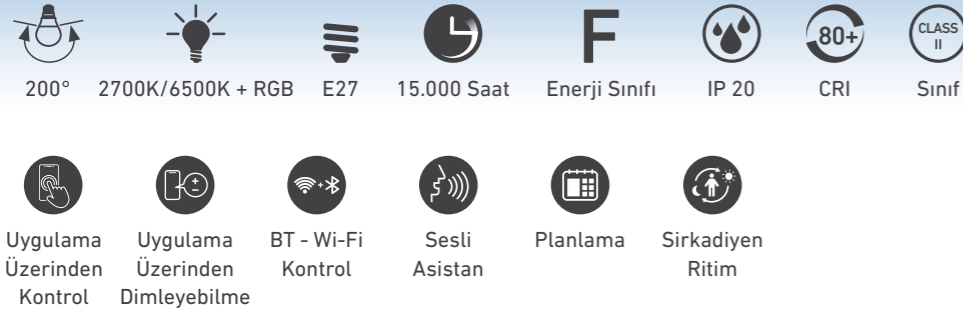 80+
CLASS
II
200° 2700K/6500K + RGB E27 15.000 Saat Enerji Sınıfı IP 20 CRI Sınıf
F
Uygulama Üzerinden Kontrol
Uygulama Üzerinden Dimleyebilme
BT - Wi-Fi Kontrol
Sesli Asistan
Planlama
Sirkadiyen Ritim